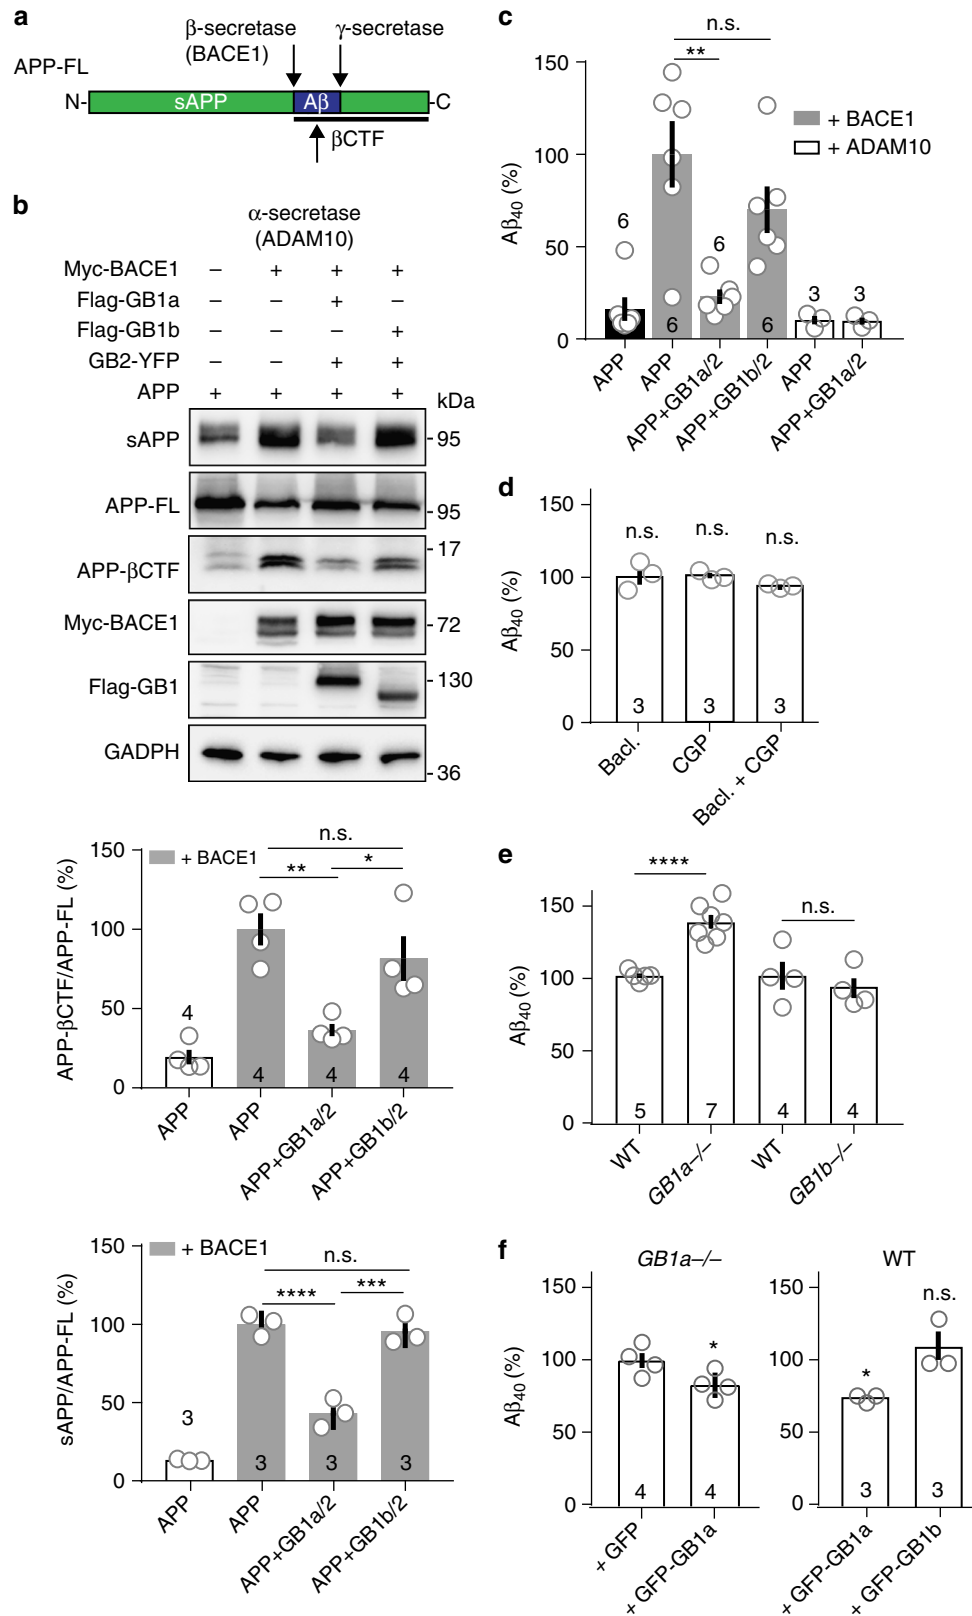 a
β-secretase
(BACE1)
γ-secretase
APP-FL
N-
sAPP
Aβ
-C
βCTF
α-secretase
(ADAM10)
b
Myc-BACE1 – + + +
Flag-GB1a – – + –
Flag-GB1b – – – +
GB2-YFP – – + +
APP + + + +
kDa
sAPP
95
APP-FL
95
APP-βCTF
17
Myc-BACE1
72
Flag-GB1
130
GADPH
36
150
100
50
0
APP-βCTF/APP-FL (%)
+ BACE1
n.s.
**
*
4
4
4
4
APP
APP
APP+GB1a/2
APP+GB1b/2
150
100
50
0
sAPP/APP-FL (%)
+ BACE1
n.s.
****
***
3
3
3
3
APP
APP
APP+GB1a/2
APP+GB1b/2
c
n.s.
**
150
100
50
0
Aβ40 (%)
+ BACE1
+ ADAM10
6
6
6
6
3
3
APP
APP
APP+GB1a/2
APP+GB1b/2
APP
APP+GB1a/2
d
150
100
50
0
Aβ40 (%)
n.s.
n.s.
n.s.
3
3
3
Bacl.
CGP
Bacl. + CGP
e
****
n.s.
150
100
50
0
Aβ40 (%)
5
7
4
4
WT
GB1a–/–
WT
GB1b–/–
f
GB1a–/–
150
100
50
0
Aβ40 (%)
*
4
4
+ GFP
+ GFP-GB1a
WT
150
100
50
0
*
n.s.
3
3
+ GFP-GB1a
+ GFP-GB1b